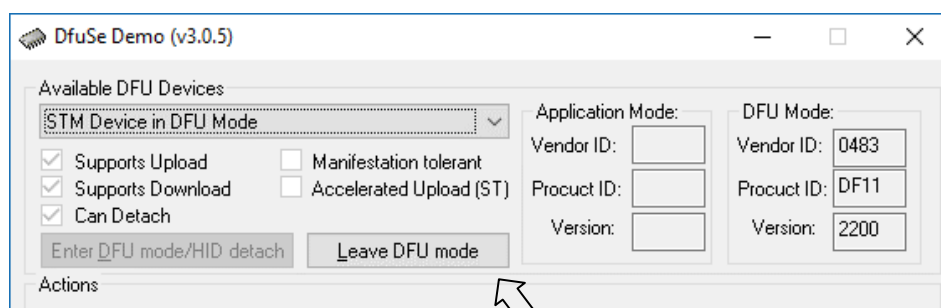 DfuSe Demo (v3.0.5)
Available DFU Devices
STM Device in DFU Mode
Supports Upload
Manifestation tolerant
Supports Download
Accelerated Upload (ST)
Can Detach
Enter DFU mode/HID detach
Leave DFU mode
Application Mode:
Vendor ID:
Procuct ID:
Version:
DFU Mode:
Vendor ID: 0483
Procuct ID: DF11
Version: 2200
Actions